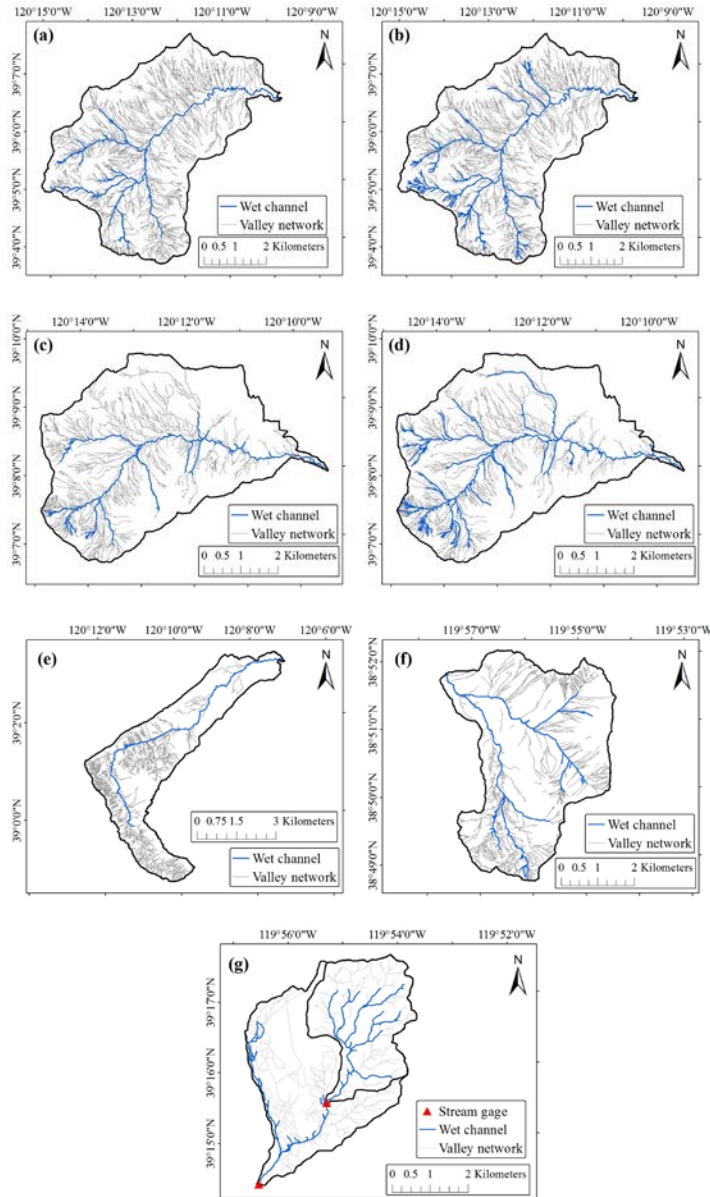 120°15'0"W 120°13'0"W 120°11'0"W 120°9'0"W
(a)
N
39°7'0"N
39°6'0"N
39°5'0"N
39°4'0"N
Wet channel
Valley network
0 0.5 1 2 Kilometers
120°15'0"W 120°13'0"W 120°11'0"W 120°9'0"W
(b)
N
39°7'0"N
39°6'0"N
39°5'0"N
39°4'0"N
Wet channel
Valley network
0 0.5 1 2 Kilometers
120°14'0"W 120°12'0"W 120°10'0"W
(c)
N
39°10'0"N
39°9'0"N
39°8'0"N
39°7'0"N
Wet channel
Valley network
0 0.5 1 2 Kilometers
120°14'0"W 120°12'0"W 120°10'0"W
(d)
N
39°10'0"N
39°9'0"N
39°8'0"N
39°7'0"N
Wet channel
Valley network
0 0.5 1 2 Kilometers
120°12'0"W 120°10'0"W 120°8'0"W 120°6'0"W
(e)
N
39°2'0"N
39°0'0"N
0 0.75 1.5 3 Kilometers
Wet channel
Valley network
119°57'0"W 119°55'0"W 119°53'0"W
(f)
N
38°52'0"N
38°51'0"N
38°50'0"N
38°49'0"N
Wet channel
Valley network
0 0.5 1 2 Kilometers
119°56'0"W 119°54'0"W 119°52'0"W
(g)
N
39°17'0"N
39°16'0"N
39°15'0"N
Stream gage
Wet channel
Valley network
0 0.5 1 2 Kilometers